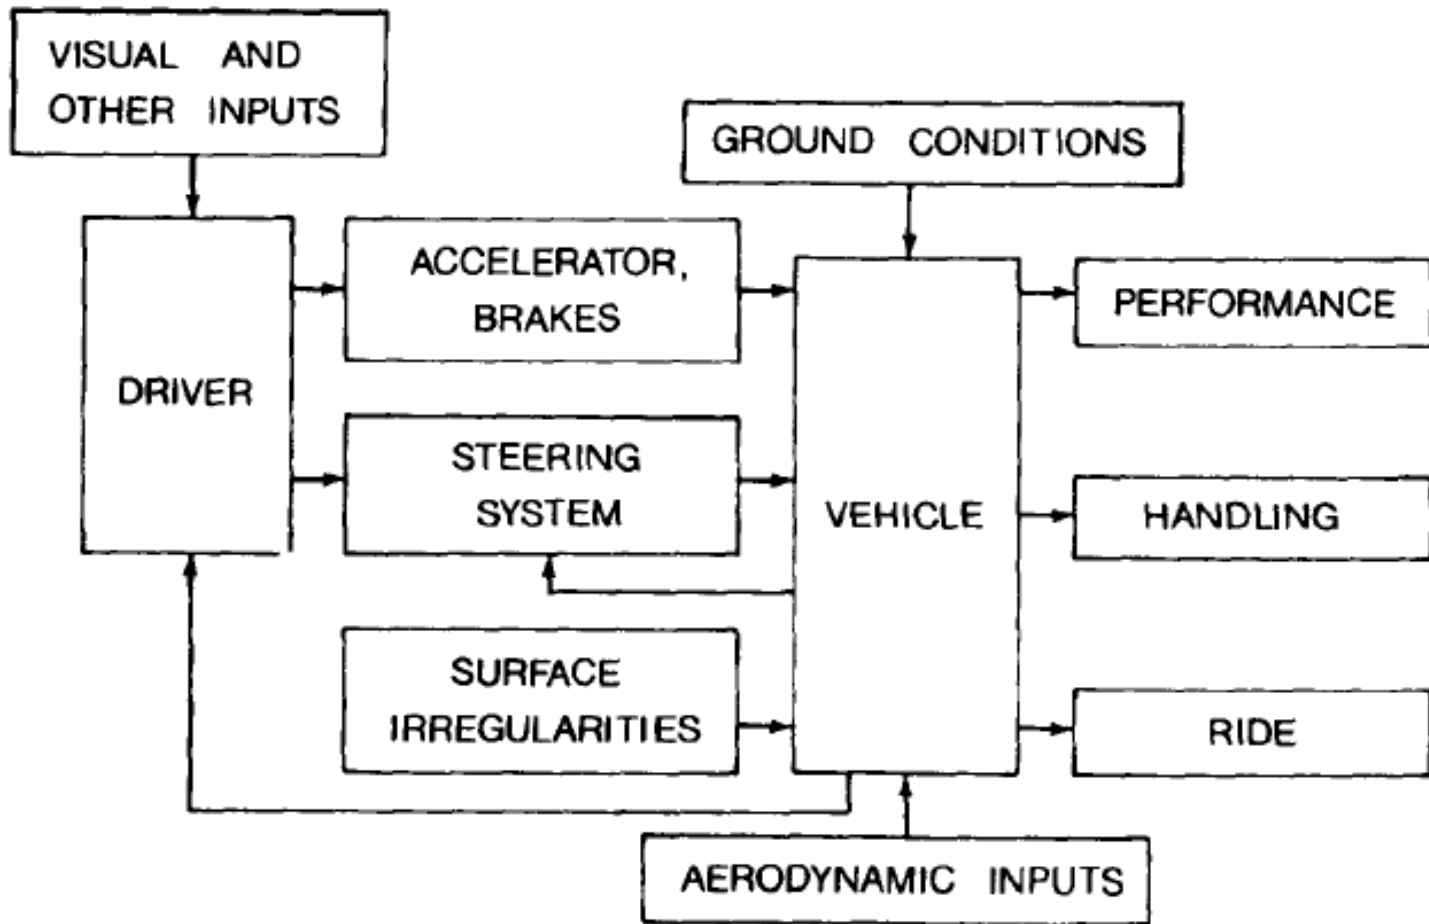 VISUAL AND
OTHER INPUTS
GROUND CONDITIONS
ACCELERATOR,
BRAKES
PERFORMANCE
DRIVER
STEERING
SYSTEM
VEHICLE
HANDLING
SURFACE
IRREGULARITIES
RIDE
AERODYNAMIC INPUTS